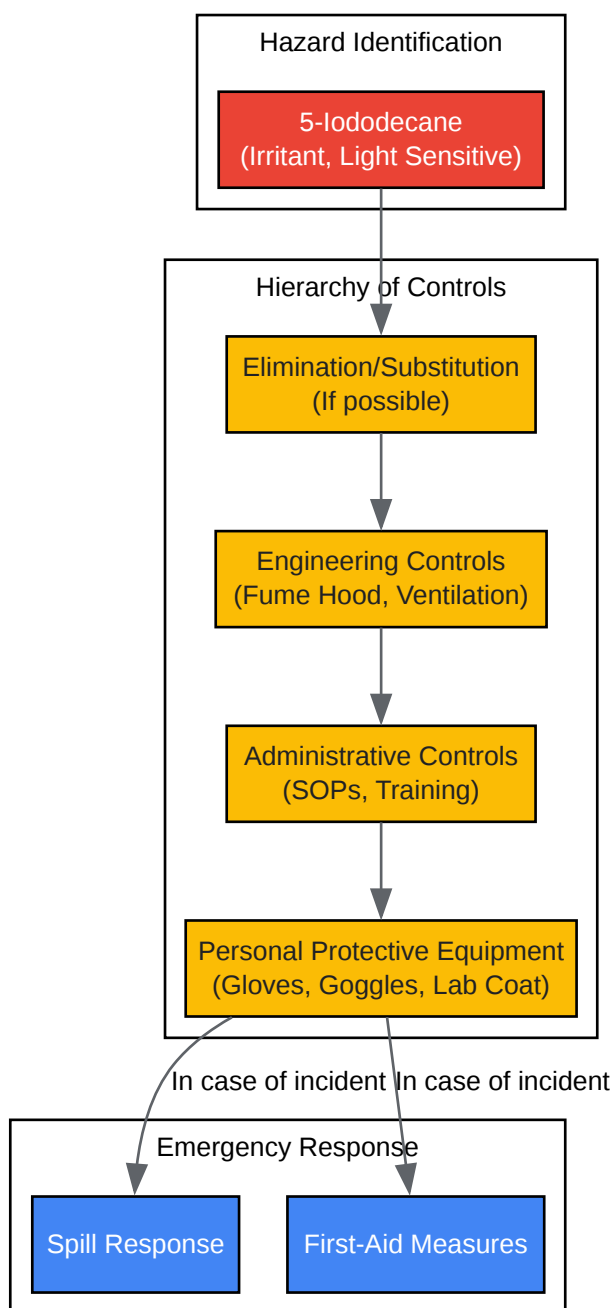 Hazard Identification
5-Iododecane
(Irritant, Light Sensitive)
Hierarchy of Controls
Elimination/Substitution
(If possible)
Engineering Controls
(Fume Hood, Ventilation)
Administrative Controls
(SOPs, Training)
Personal Protective Equipment
(Gloves, Goggles, Lab Coat)
In case of incident
In case of incident
Emergency Response
Spill Response
First-Aid Measures